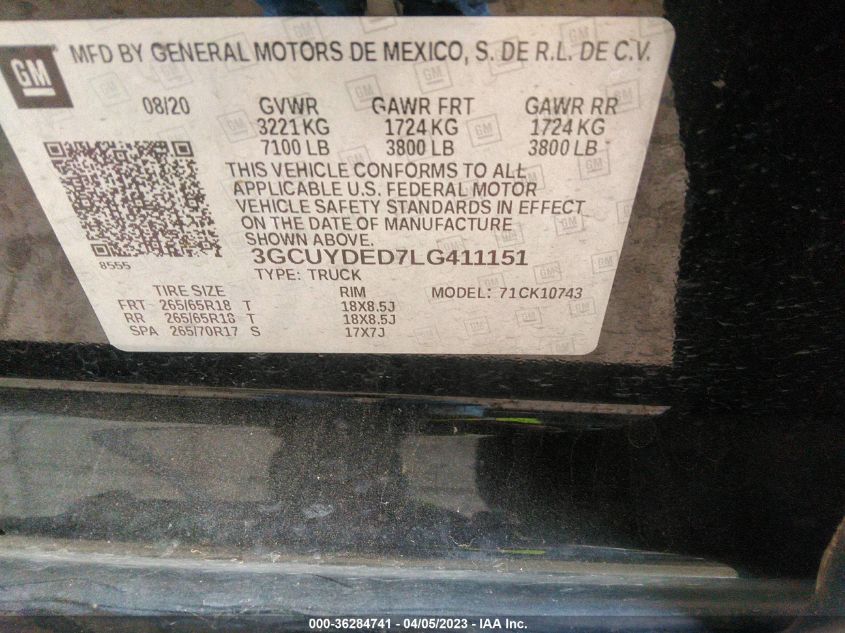 GM
MFD BY GENERAL MOTORS DE MEXICO, S. DE R.L. DE C.V.
08/20 GVWR GAWR FRT GAWR RR
3221 KG 1724 KG 1724 KG
7100 LB 3800 LB 3800 LB
THIS VEHICLE CONFORMS TO ALL
APPLICABLE U.S. FEDERAL MOTOR
VEHICLE SAFETY STANDARDS IN EFFECT
ON THE DATE OF MANUFACTURE
SHOWN ABOVE.
8555
3GCUYDED7LG411151
TYPE: TRUCK
TIRE SIZE RIM MODEL: 71CK10743
FRT 265/65R18 T 18X8.5J
RR 265/65R18 T 18X8.5J
SPA 265/70R17 S 17X7J
000-36284741 - 04/05/2023 - © IAA Inc.